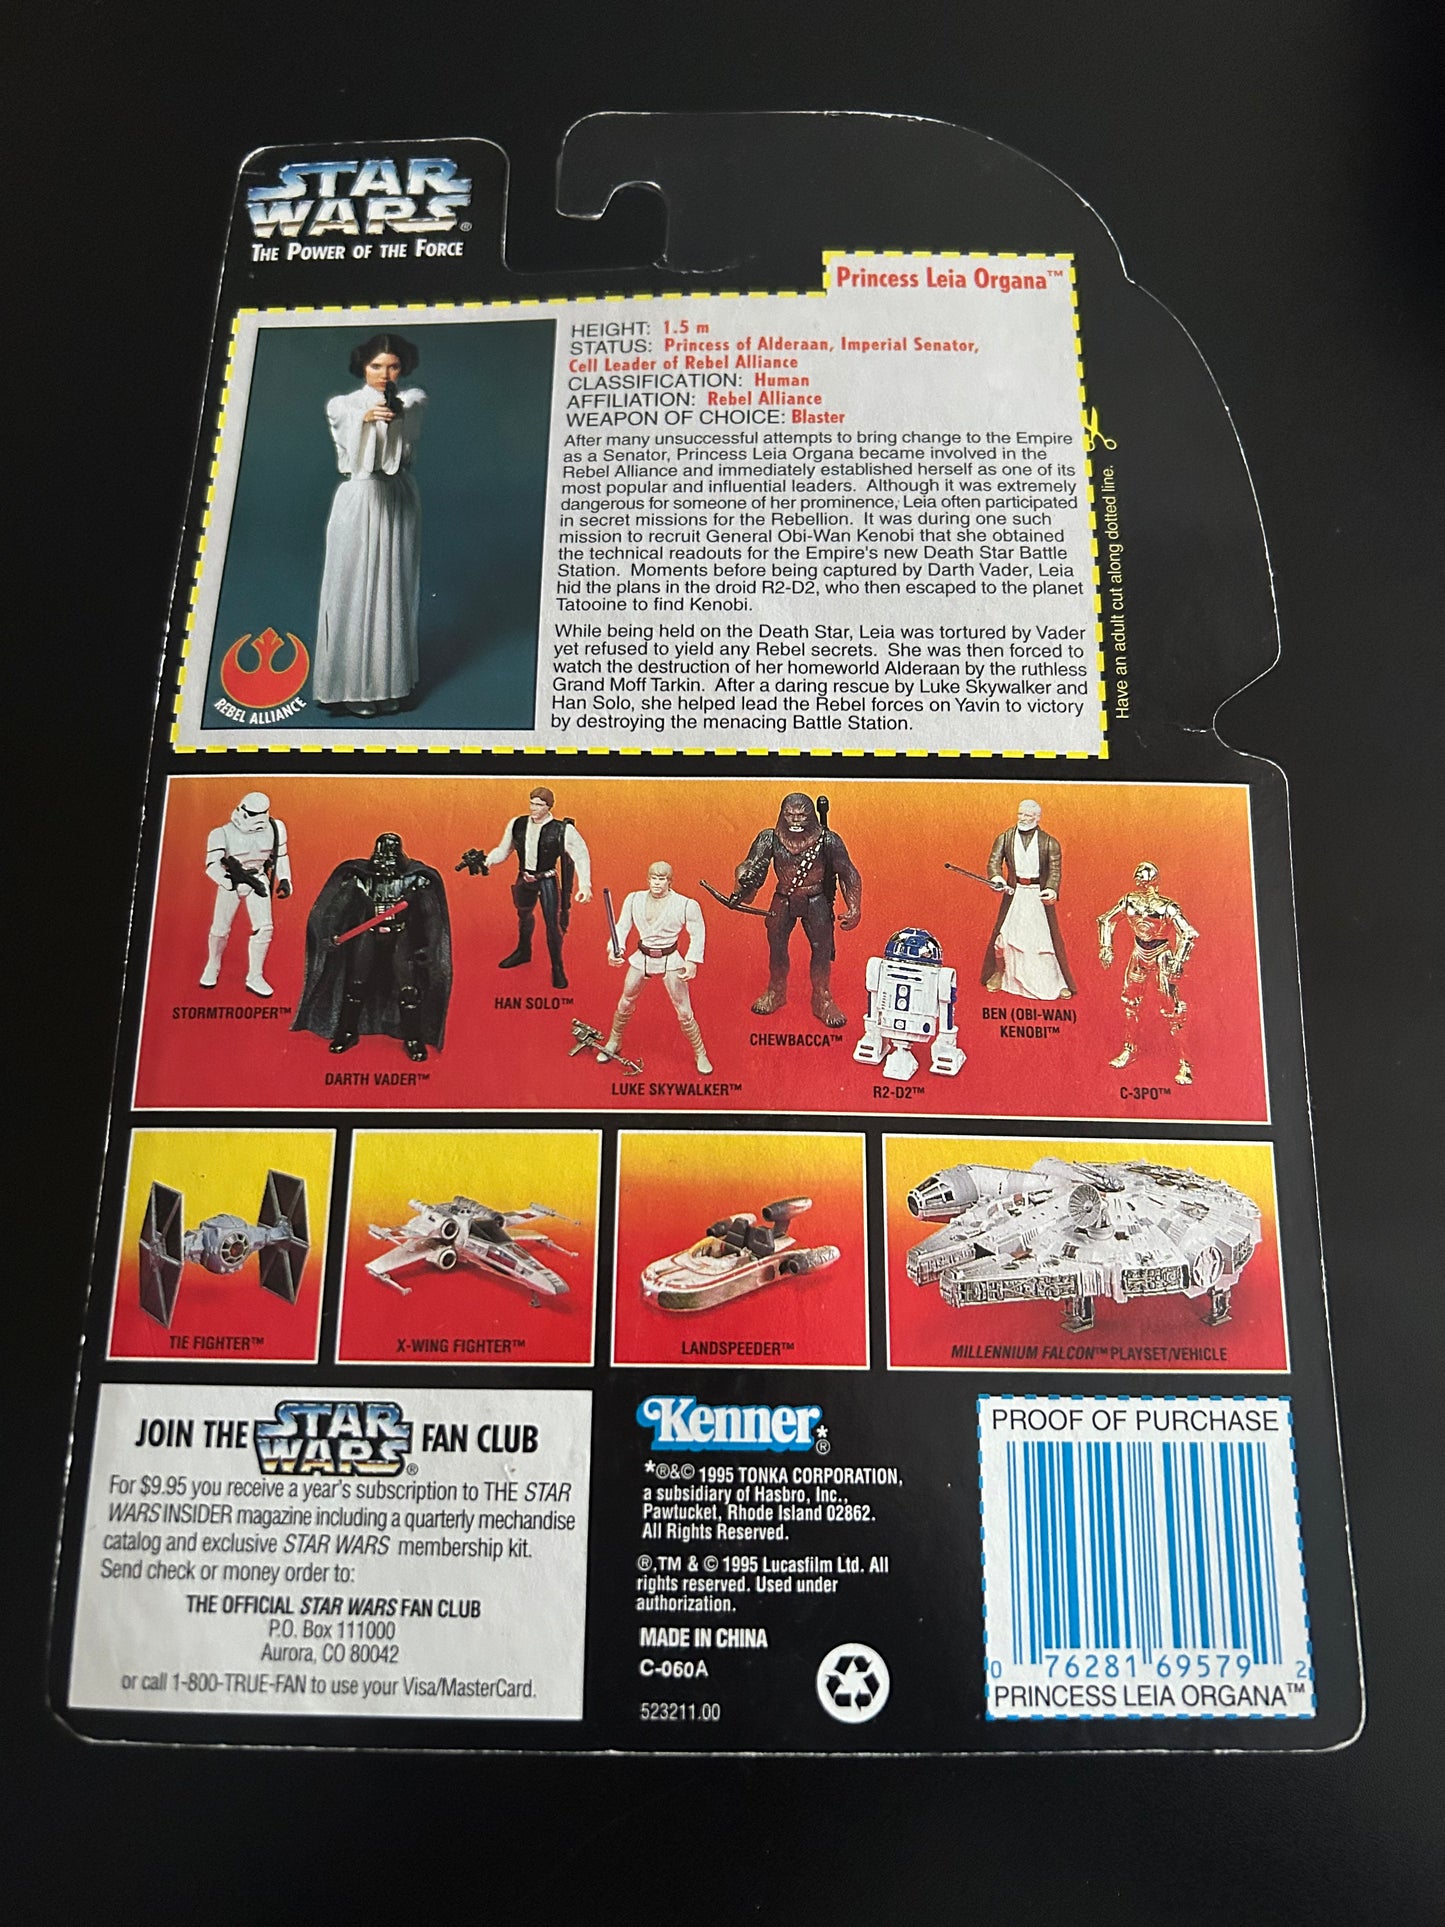 STAR
WARS®
THE POWER OF THE FORCE
Princess Leia Organa™
HEIGHT: 1.5 m
STATUS: Princess of Alderaan, Imperial Senator,
Cell Leader of Rebel Alliance
CLASSIFICATION: Human
AFFILIATION: Rebel Alliance
WEAPON OF CHOICE: Blaster
After many unsuccessful attempts to bring change to the Empire
as a Senator, Princess Leia Organa became involved in the
Rebel Alliance and immediately established herself as one of its
most popular and influential leaders. Although it was extremely
dangerous for someone of her prominence, Leia often participated
in secret missions for the Rebellion. It was during one such
mission to recruit General Obi-Wan Kenobi that she obtained
the technical readouts for the Empire's new Death Star Battle
Station. Moments before being captured by Darth Vader, Leia
hid the plans in the droid R2-D2, who then escaped to the planet
Tatooine to find Kenobi.
While being held on the Death Star, Leia was tortured by Vader
yet refused to yield any Rebel secrets. She was then forced to
watch the destruction of her homeworld Alderaan by the ruthless
Grand Moff Tarkin. After a daring rescue by Luke Skywalker and
Han Solo, she helped lead the Rebel forces on Yavin to victory
by destroying the menacing Battle Station.
REBEL ALLIANCE
Have an adult cut along dotted line.
STORMTROOPER™
DARTH VADER™
HAN SOLO™
LUKE SKYWALKER™
CHEWBACCA™
R2-D2™
BEN (OBI-WAN)
KENOBI™
C-3PO™
TIE FIGHTER™
X-WING FIGHTER™
LANDSPEEDER™
MILLENNIUM FALCON™ PLAYSET/VEHICLE
JOIN THE STAR WARS® FAN CLUB
For $9.95 you receive a year's subscription to THE STAR
WARS INSIDER magazine including a quarterly mechandise
catalog and exclusive STAR WARS membership kit.
Send check or money order to:
THE OFFICIAL STAR WARS FAN CLUB
P.O. Box 111000
Aurora, CO 80042
or call 1-800-TRUE-FAN to use your Visa/MasterCard.
Kenner*®
*®&© 1995 TONKA CORPORATION,
a subsidiary of Hasbro, Inc.,
Pawtucket, Rhode Island 02862.
All Rights Reserved.
®,TM & © 1995 Lucasfilm Ltd. All
rights reserved. Used under
authorization.
MADE IN CHINA
C-060A
523211.00
PROOF OF PURCHASE
0 76281 69579 2
PRINCESS LEIA ORGANA™